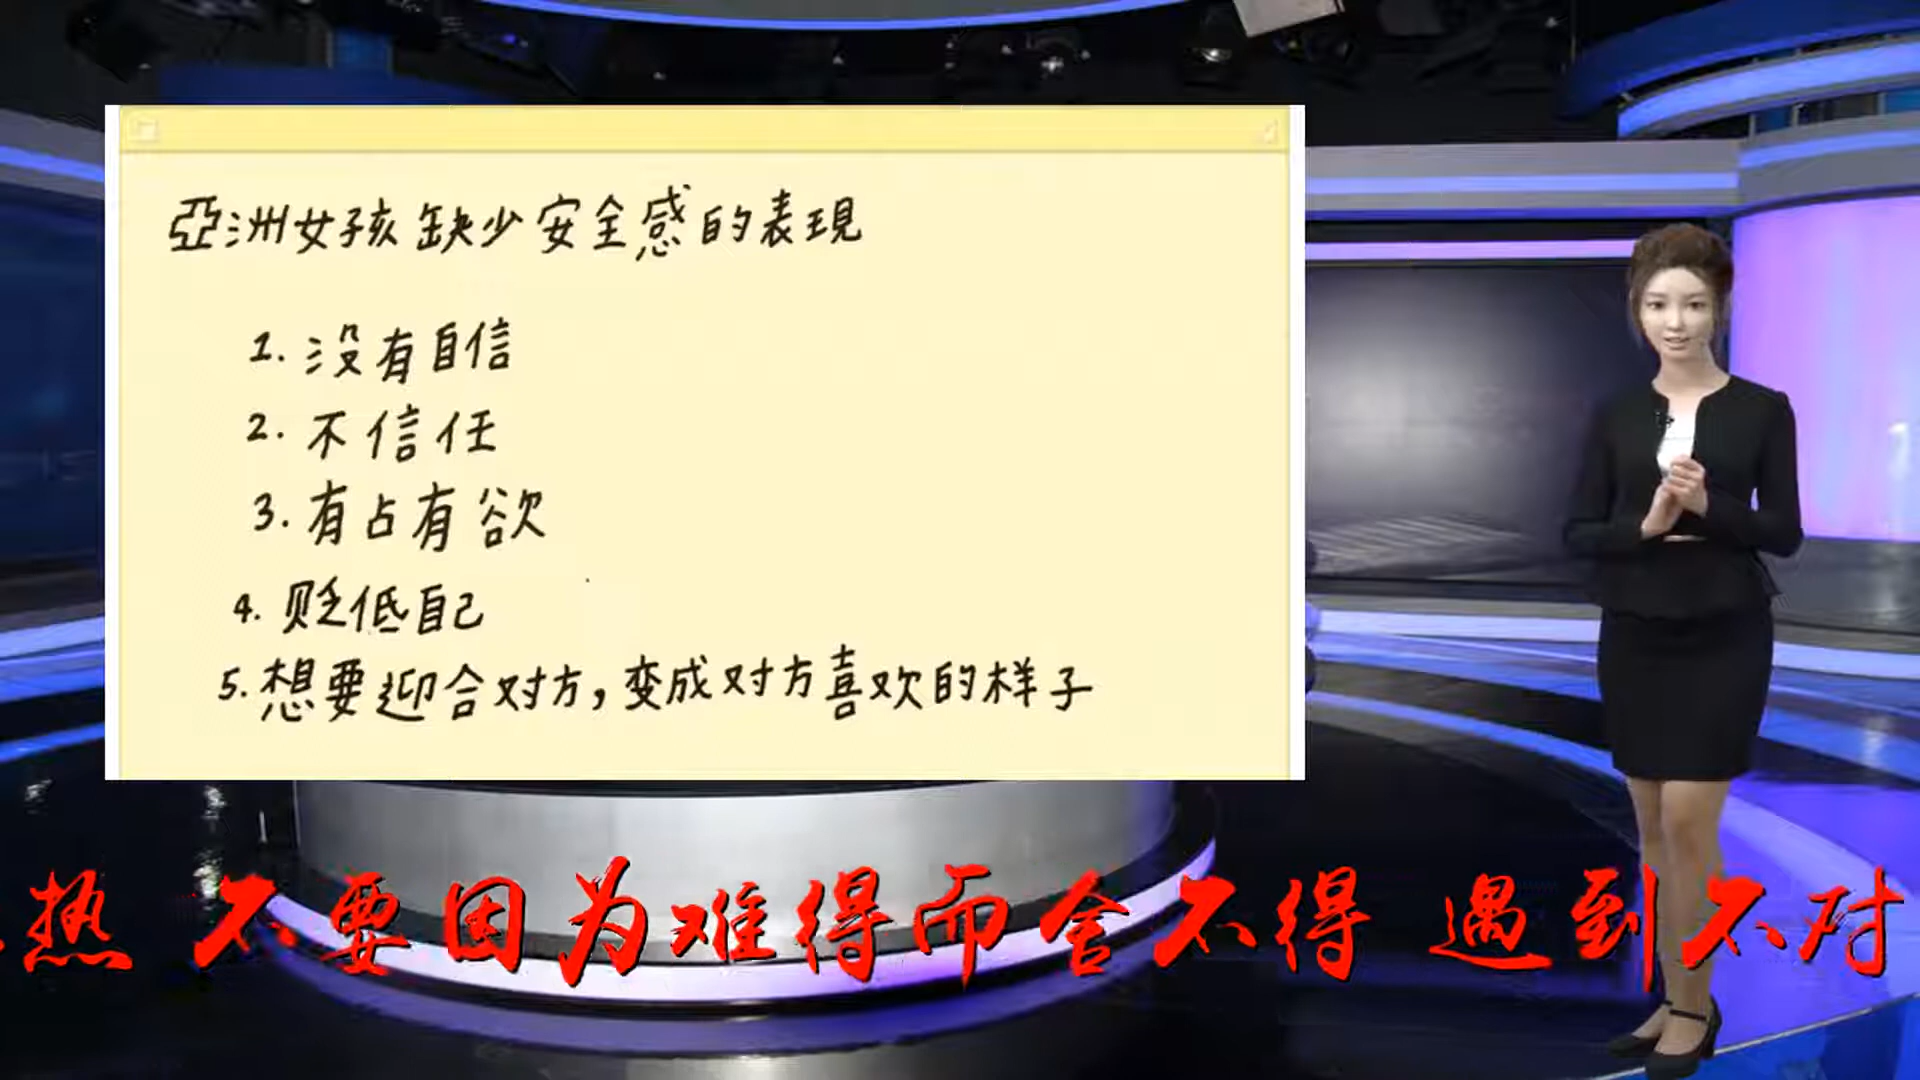 亞洲女孩缺少安全感的表現
1. 没有自信
2. 不信任
3. 有占有欲
4. 贬低自己
5. 想要迎合对方,变成对方喜欢的样子
热 不要因为难得而舍不得 遇到不对